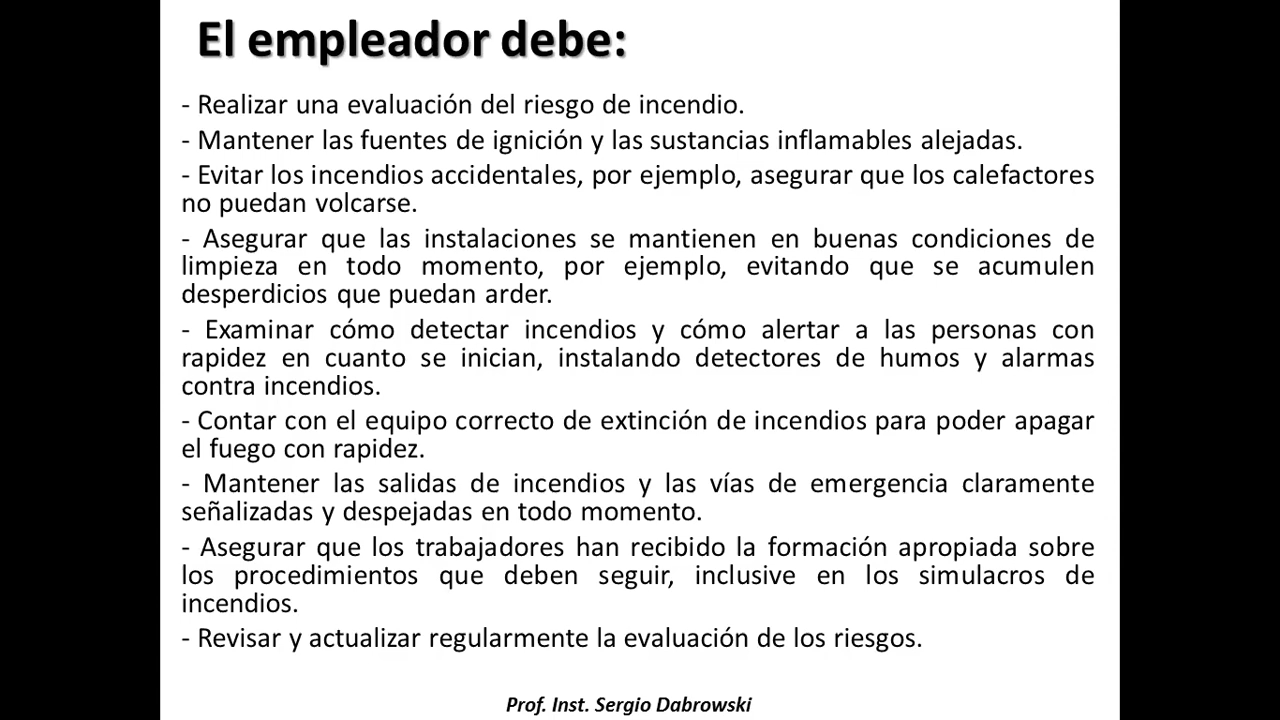 El empleador debe:
- Realizar una evaluación del riesgo de incendio.
- Mantener las fuentes de ignición y las sustancias inflamables alejadas.
- Evitar los incendios accidentales, por ejemplo, asegurar que los calefactores
no puedan volcarse.
- Asegurar que las instalaciones se mantienen en buenas condiciones de
limpieza en todo momento, por ejemplo, evitando que se acumulen
desperdicios que puedan arder.
- Examinar cómo detectar incendios y cómo alertar a las personas con
rapidez en cuanto se inician, instalando detectores de humos y alarmas
contra incendios.
- Contar con el equipo correcto de extinción de incendios para poder apagar
el fuego con rapidez.
- Mantener las salidas de incendios y las vías de emergencia claramente
señalizadas y despejadas en todo momento.
- Asegurar que los trabajadores han recibido la formación apropiada sobre
los procedimientos que deben seguir, inclusive en los simulacros de
incendios.
- Revisar y actualizar regularmente la evaluación de los riesgos.
Prof. Inst. Sergio Dabrowski